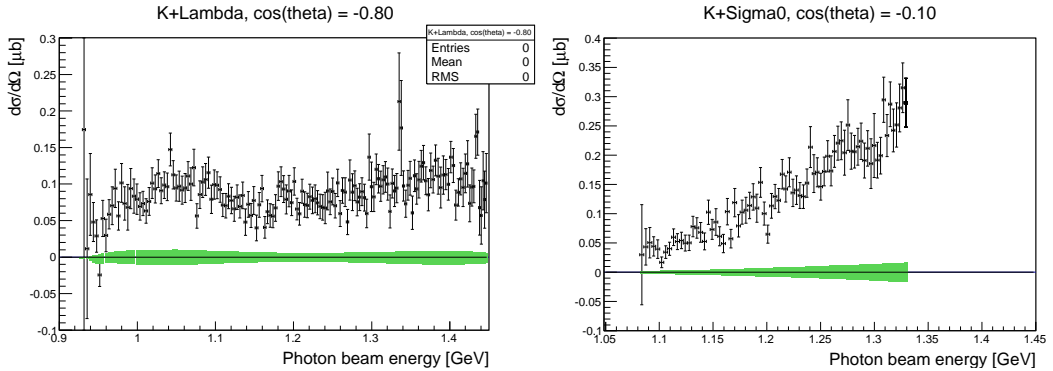 K+Lambda, cos(theta) = -0.80
K+Lambda, cos(theta) = -0.80
Entries 0
Mean 0
RMS 0
dσ/dΩ [μb]
0.3
0.25
0.2
0.15
0.1
0.05
0
-0.05
-0.1
0.9 1 1.1 1.2 1.3 1.4
Photon beam energy [GeV]
K+Sigma0, cos(theta) = -0.10
dσ/dΩ [μb]
0.4
0.35
0.3
0.25
0.2
0.15
0.1
0.05
0
-0.05
-0.1
1.05 1.1 1.15 1.2 1.25 1.3 1.35 1.4 1.45
Photon beam energy [GeV]